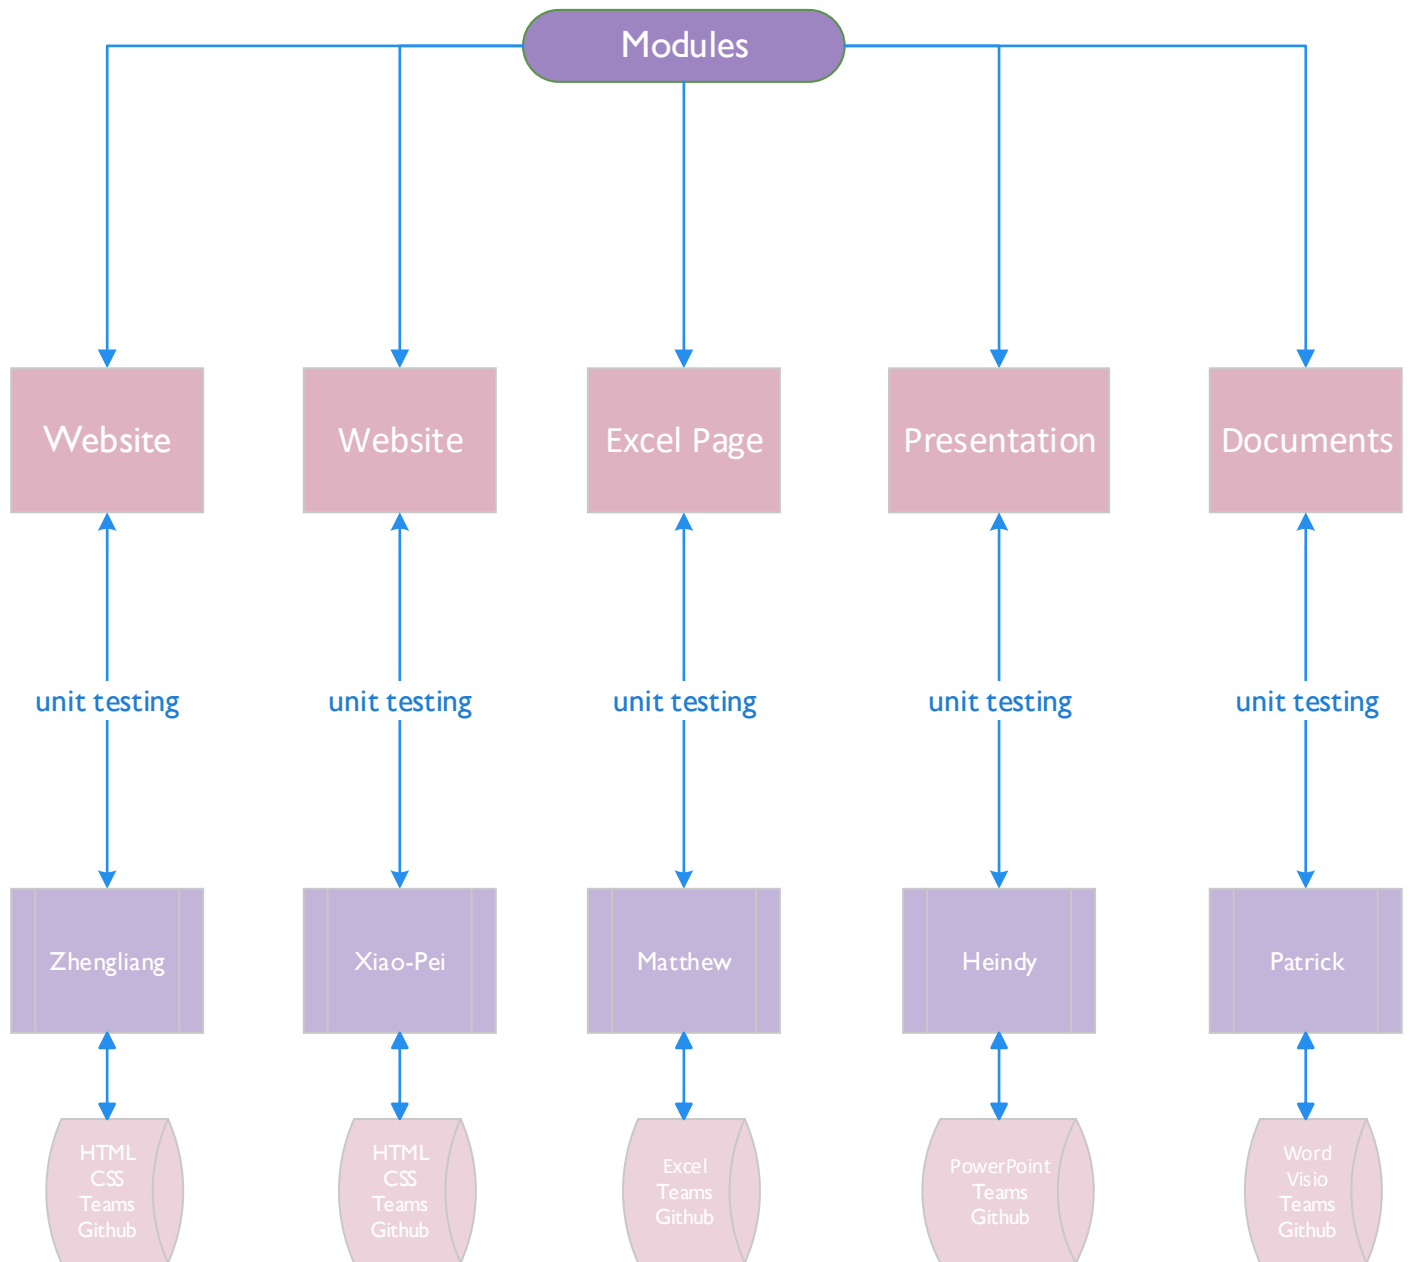 Modules
Website
Website
Excel Page
Presentation
Documents
unit testing
unit testing
unit testing
unit testing
unit testing
Zhengliang
Xiao-Pei
Matthew
Heindy
Patrick
HTML
CSS
Teams
Github
HTML
CSS
Teams
Github
Excel
Teams
Github
PowerPoint
Teams
Github
Word
Visio
Teams
Github